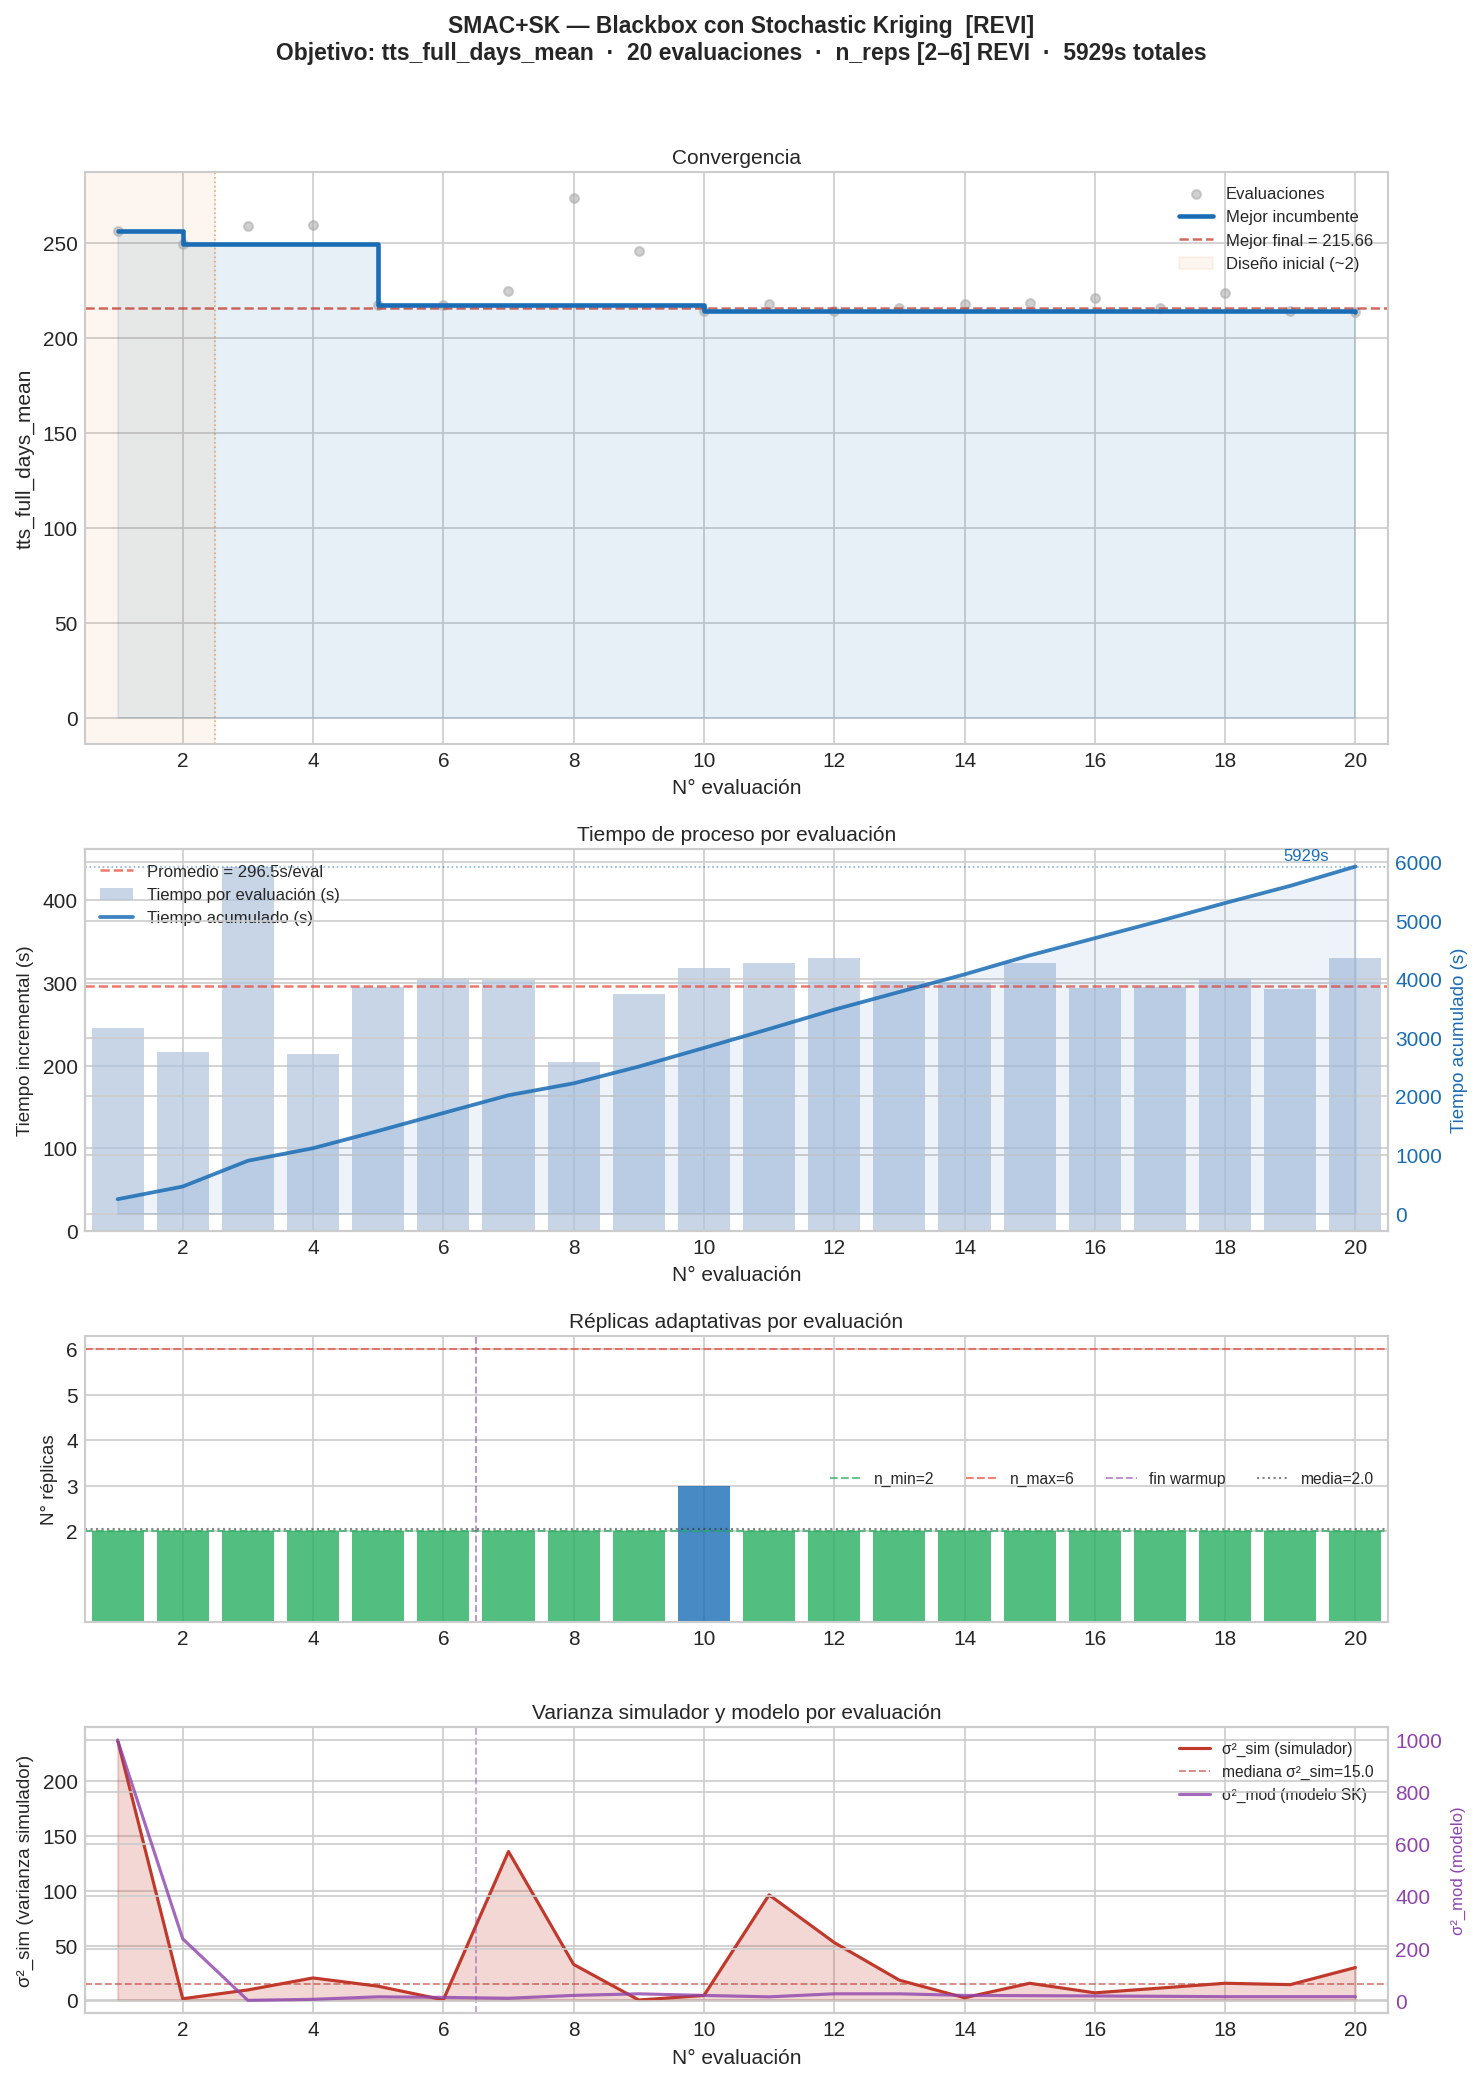 SMAC+SK — Blackbox con Stochastic Kriging [REVI]
Objetivo: tts_full_days_mean · 20 evaluaciones · n_reps [2–6] REVI · 5929s totales
Convergencia
Evaluaciones
Mejor incumbente
Mejor final = 215.66
Diseño inicial (~2)
250
200
150
100
50
0
tts_full_days_mean
2 4 6 8 10 12 14 16 18 20
N° evaluación
Tiempo de proceso por evaluación
Promedio = 296.5s/eval
Tiempo por evaluación (s)
Tiempo acumulado (s)
5929s
400
300
200
100
0
Tiempo incremental (s)
6000
5000
4000
3000
2000
1000
0
Tiempo acumulado (s)
2 4 6 8 10 12 14 16 18 20
N° evaluación
Réplicas adaptativas por evaluación
6
5
4
3
2
N° réplicas
n_min=2 n_max=6 fin warmup media=2.0
2 4 6 8 10 12 14 16 18 20
Varianza simulador y modelo por evaluación
σ²_sim (simulador)
mediana σ²_sim=15.0
σ²_mod (modelo SK)
200
150
100
50
0
σ²_sim (varianza simulador)
1000
800
600
400
200
0
σ²_mod (modelo)
2 4 6 8 10 12 14 16 18 20
N° evaluación